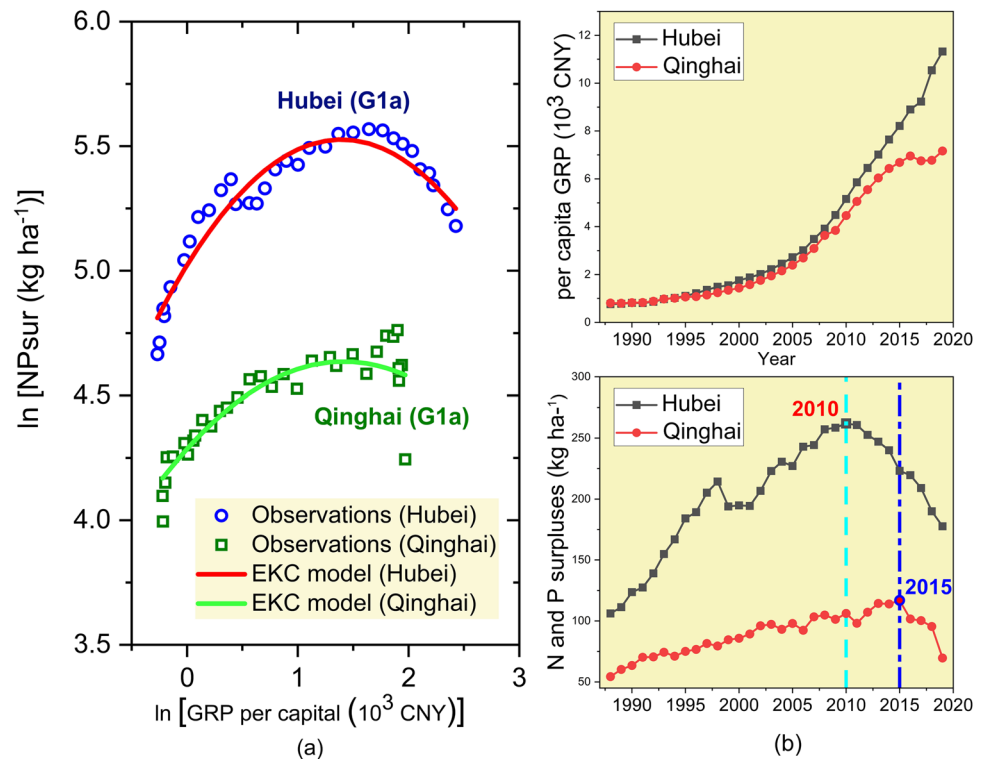 6.0
5.5
5.0
4.5
4.0
3.5
ln [NPsur (kg ha-1)]
Hubei (G1a)
Qinghai (G1a)
Observations (Hubei)
Observations (Qinghai)
EKC model (Hubei)
EKC model (Qinghai)
0 1 2 3
ln [GRP per capital (10³ CNY)]
(a)
per capita GRP (10³ CNY)
12
10
8
6
4
2
0
Hubei
Qinghai
1990 1995 2000 2005 2010 2015 2020
Year
N and P surpluses (kg ha-1)
300
250
200
150
100
50
Hubei
Qinghai
2010
2015
1990 1995 2000 2005 2010 2015 2020
(b)